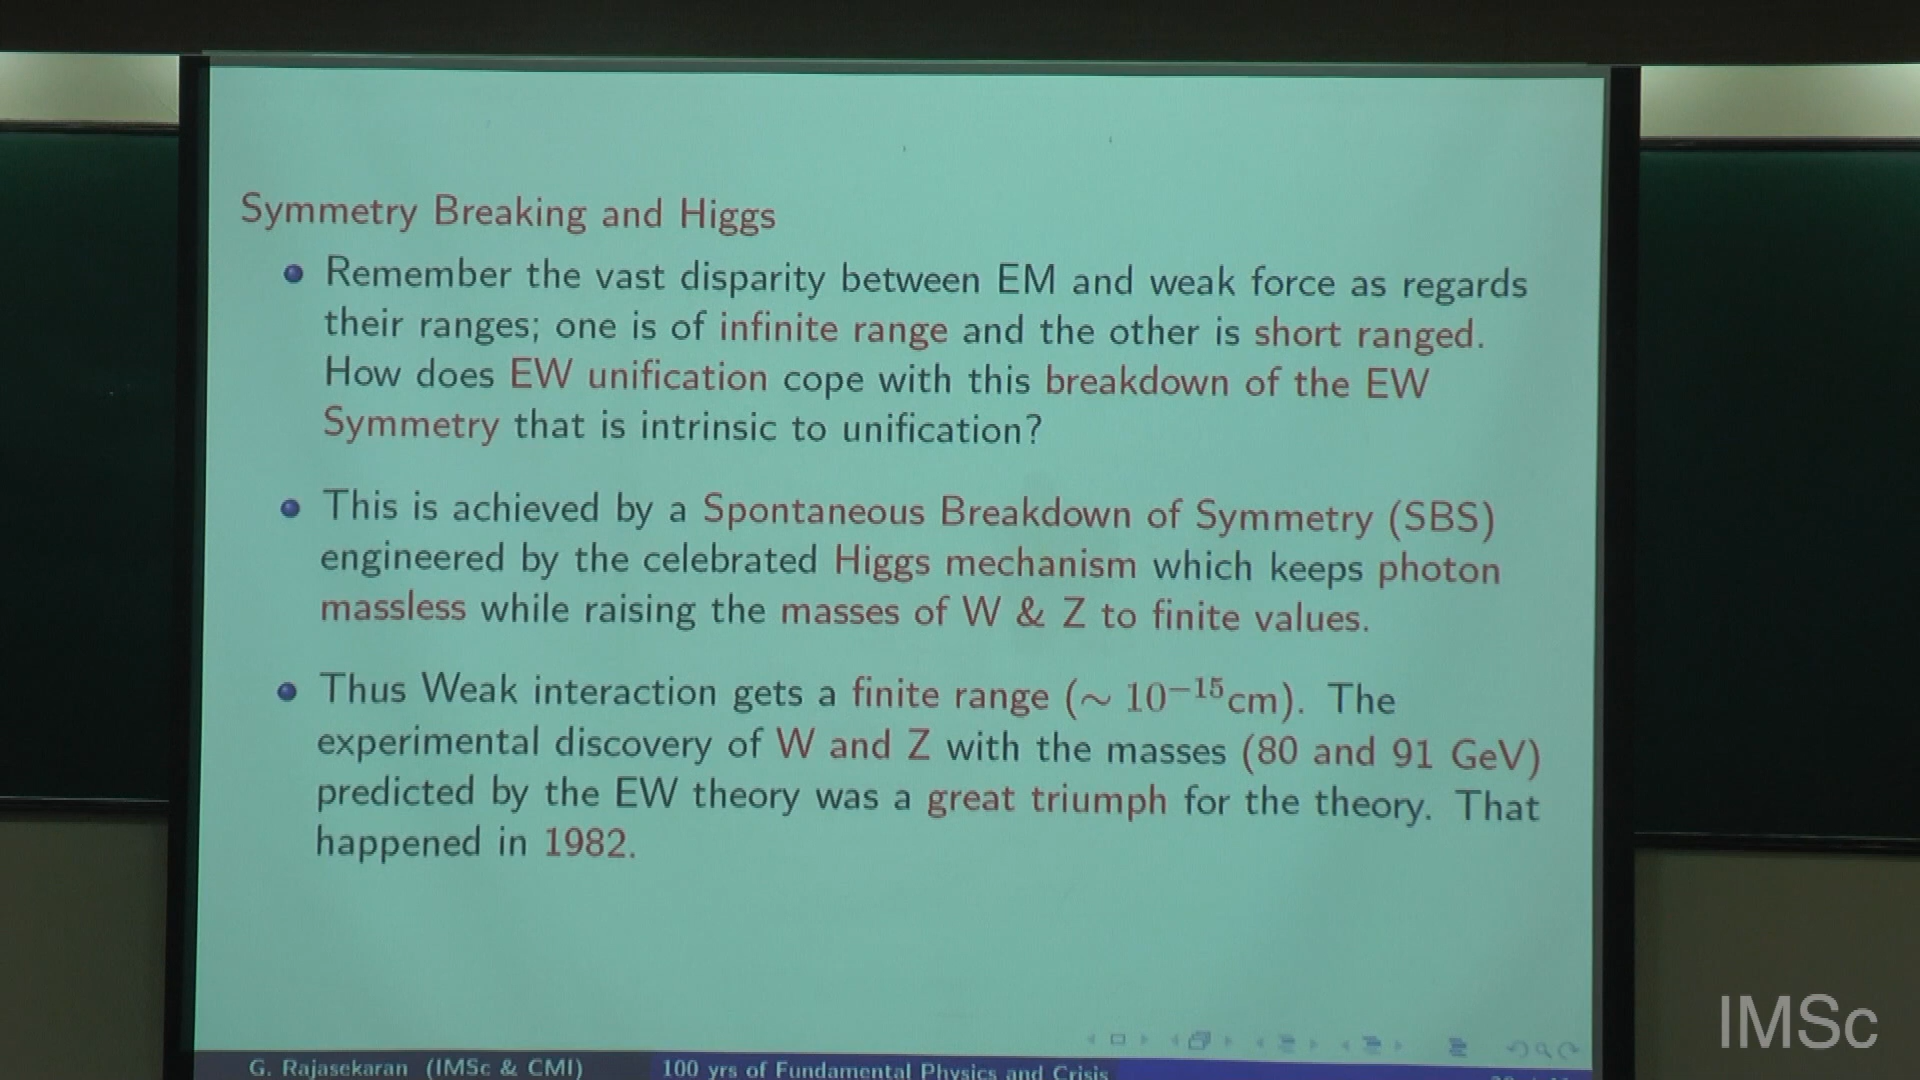 Symmetry Breaking and Higgs
Remember the vast disparity between EM and weak force as regards
their ranges; one is of infinite range and the other is short ranged.
How does EW unification cope with this breakdown of the EW
Symmetry that is intrinsic to unification?
This is achieved by a Spontaneous Breakdown of Symmetry (SBS)
engineered by the celebrated Higgs mechanism which keeps photon
massless while raising the masses of W & Z to finite values.
Thus Weak interaction gets a finite range (∼ 10⁻¹⁵cm). The
experimental discovery of W and Z with the masses (80 and 91 GeV)
predicted by the EW theory was a great triumph for the theory. That
happened in 1982.
G. Rajasekaran (IMSc & CMI) 100 yrs of Fundamental Physics and Crisis
IMSc